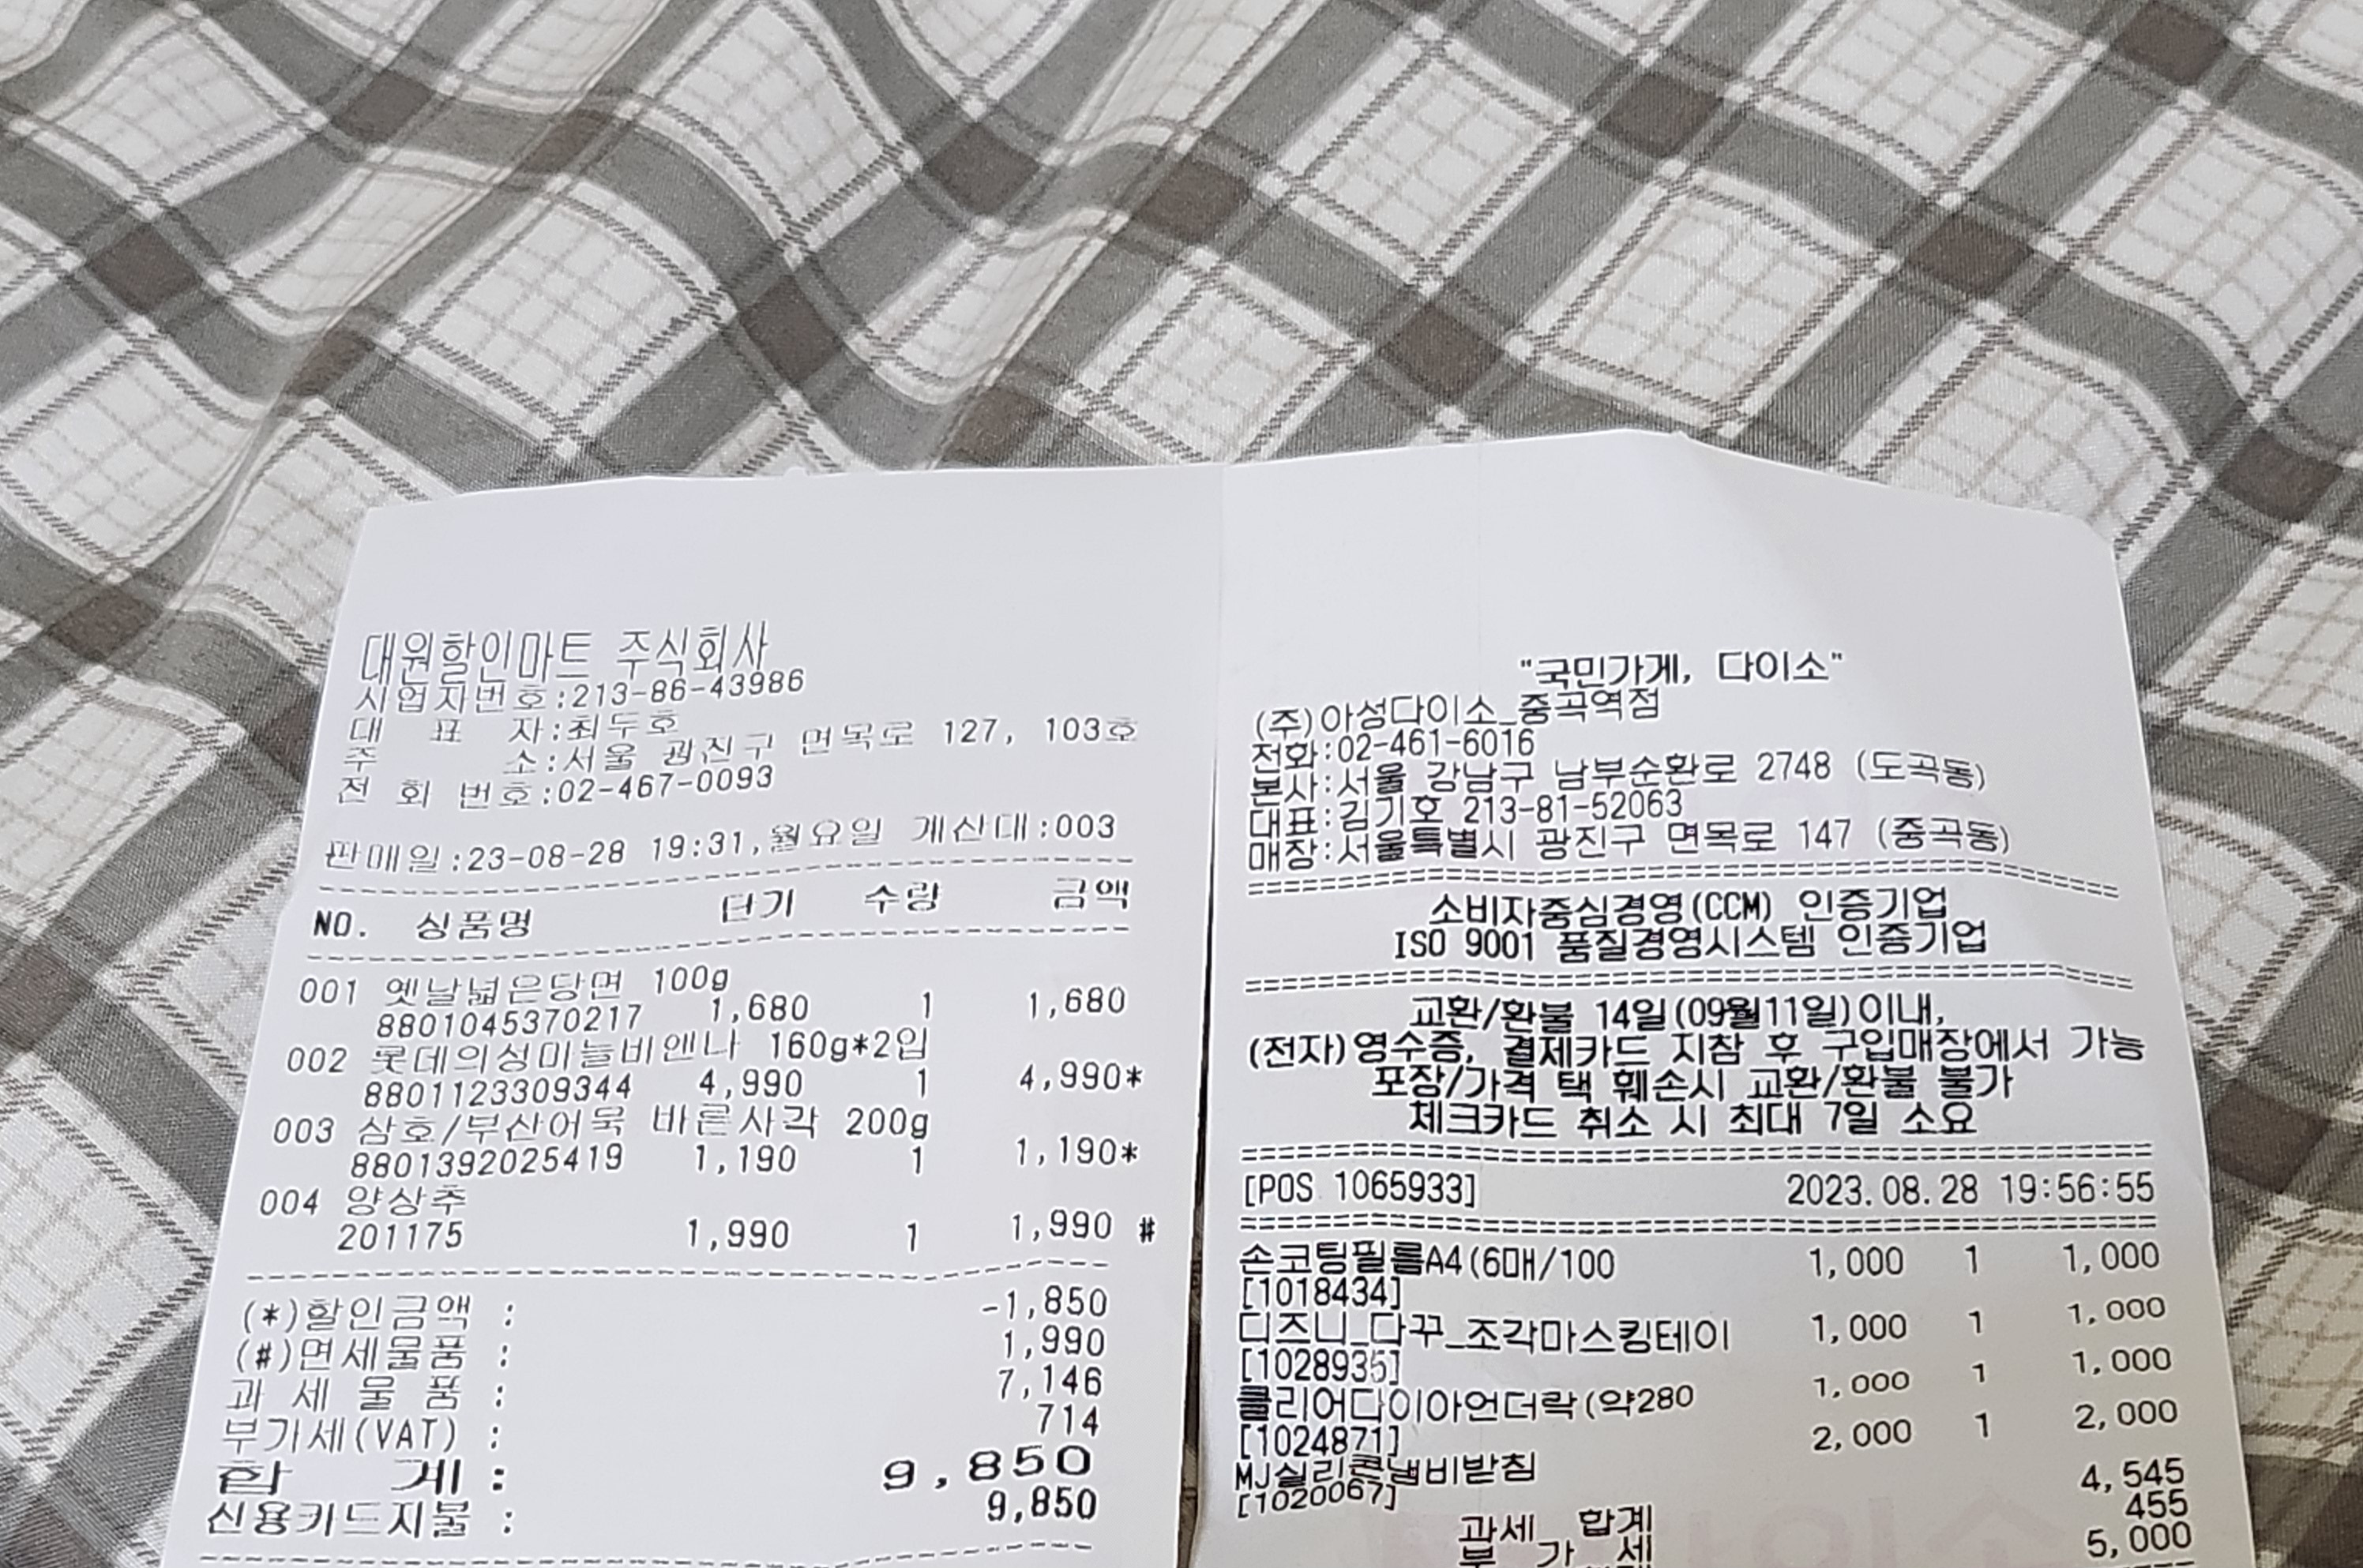 대원할인마트 주식회사
사업자번호:213-86-43986
대 표 자:최두호
주 소:서울 광진구 면목로 127, 103호
전 화 번호:02-467-0093
판매일:23-08-28 19:31,월요일 계산대:003
NO. 상품명 단가 수량 금액
001 옛날넓은당면 100g
8801045370217 1,680 1 1,680
002 롯데의성마늘비엔나 160g*2입
8801123309344 4,990 1 4,990*
003 삼호/부산어묵 바른사각 200g
8801392025419 1,190 1 1,190*
004 양상추
201175 1,990 1 1,990 #
(*)할인금액 : -1,850
(#)면세물품 : 1,990
과 세 물 품 : 7,146
부가세(VAT) : 714
합 계: 9,850
신용카드지불 : 9,850
"국민가게, 다이소"
(주)아성다이소_중곡역점
전화:02-461-6016
본사:서울 강남구 남부순환로 2748 (도곡동)
대표:김기호 213-81-52063
매장:서울특별시 광진구 면목로 147 (중곡동)
소비자중심경영(CCM) 인증기업
ISO 9001 품질경영시스템 인증기업
교환/환불 14일(09월11일)이내,
(전자)영수증, 결제카드 지참 후 구입매장에서 가능
포장/가격 택 훼손시 교환/환불 불가
체크카드 취소 시 최대 7일 소요
[POS 1065933] 2023.08.28 19:56:55
손코팅필름A4(6매/100 1,000 1 1,000
[1018434]
디즈니_다꾸_조각마스킹테이 1,000 1 1,000
[1028935]
클리어다이아언더락(약280 1,000 1 1,000
[1024871]
MJ실리콘냄비받침 2,000 1 2,000
[1020067]
과세 합계 4,545
부 가 세 455
5,000